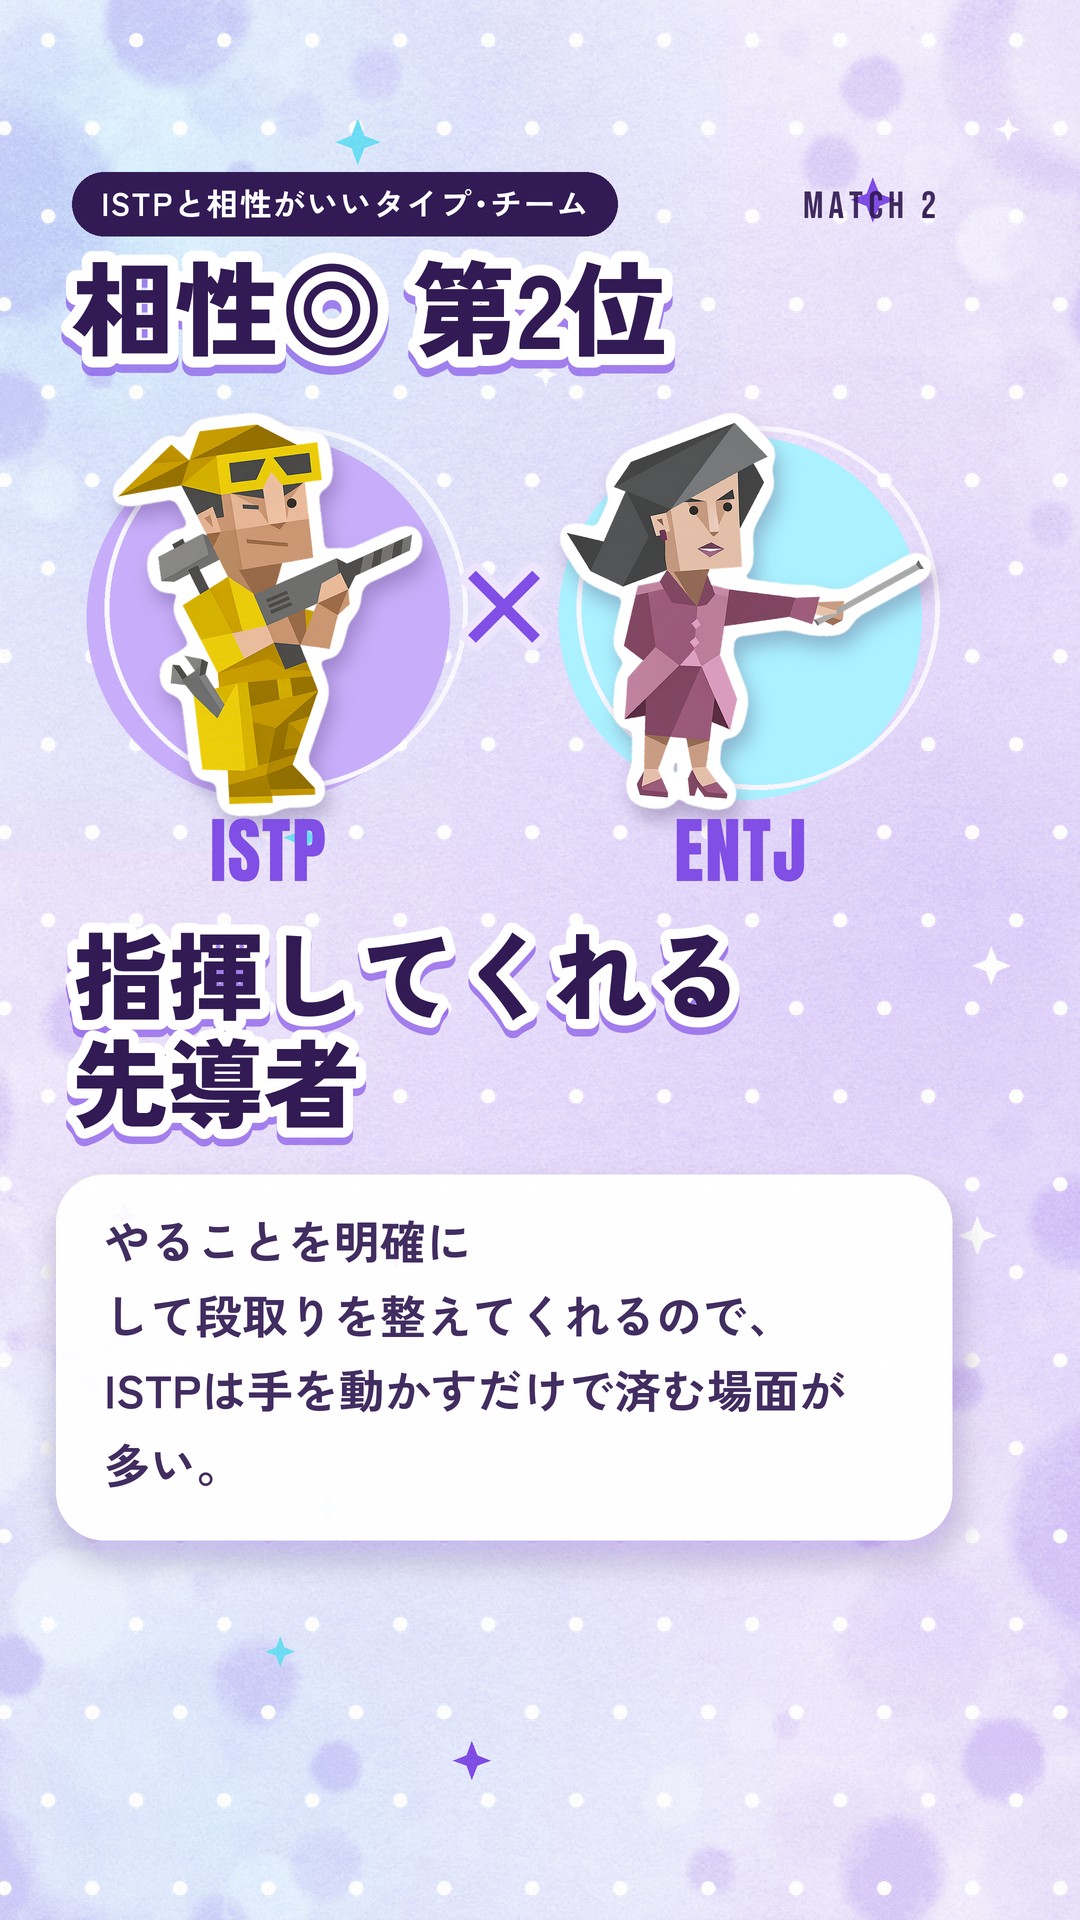 ISTPと相性がいいタイプ・チーム
MATCH 2
相性◎ 第2位
×
ISTP
ENTJ
指揮してくれる
先導者
やることを明確に
して段取りを整えてくれるので、
ISTPは手を動かすだけで済む場面が
多い。